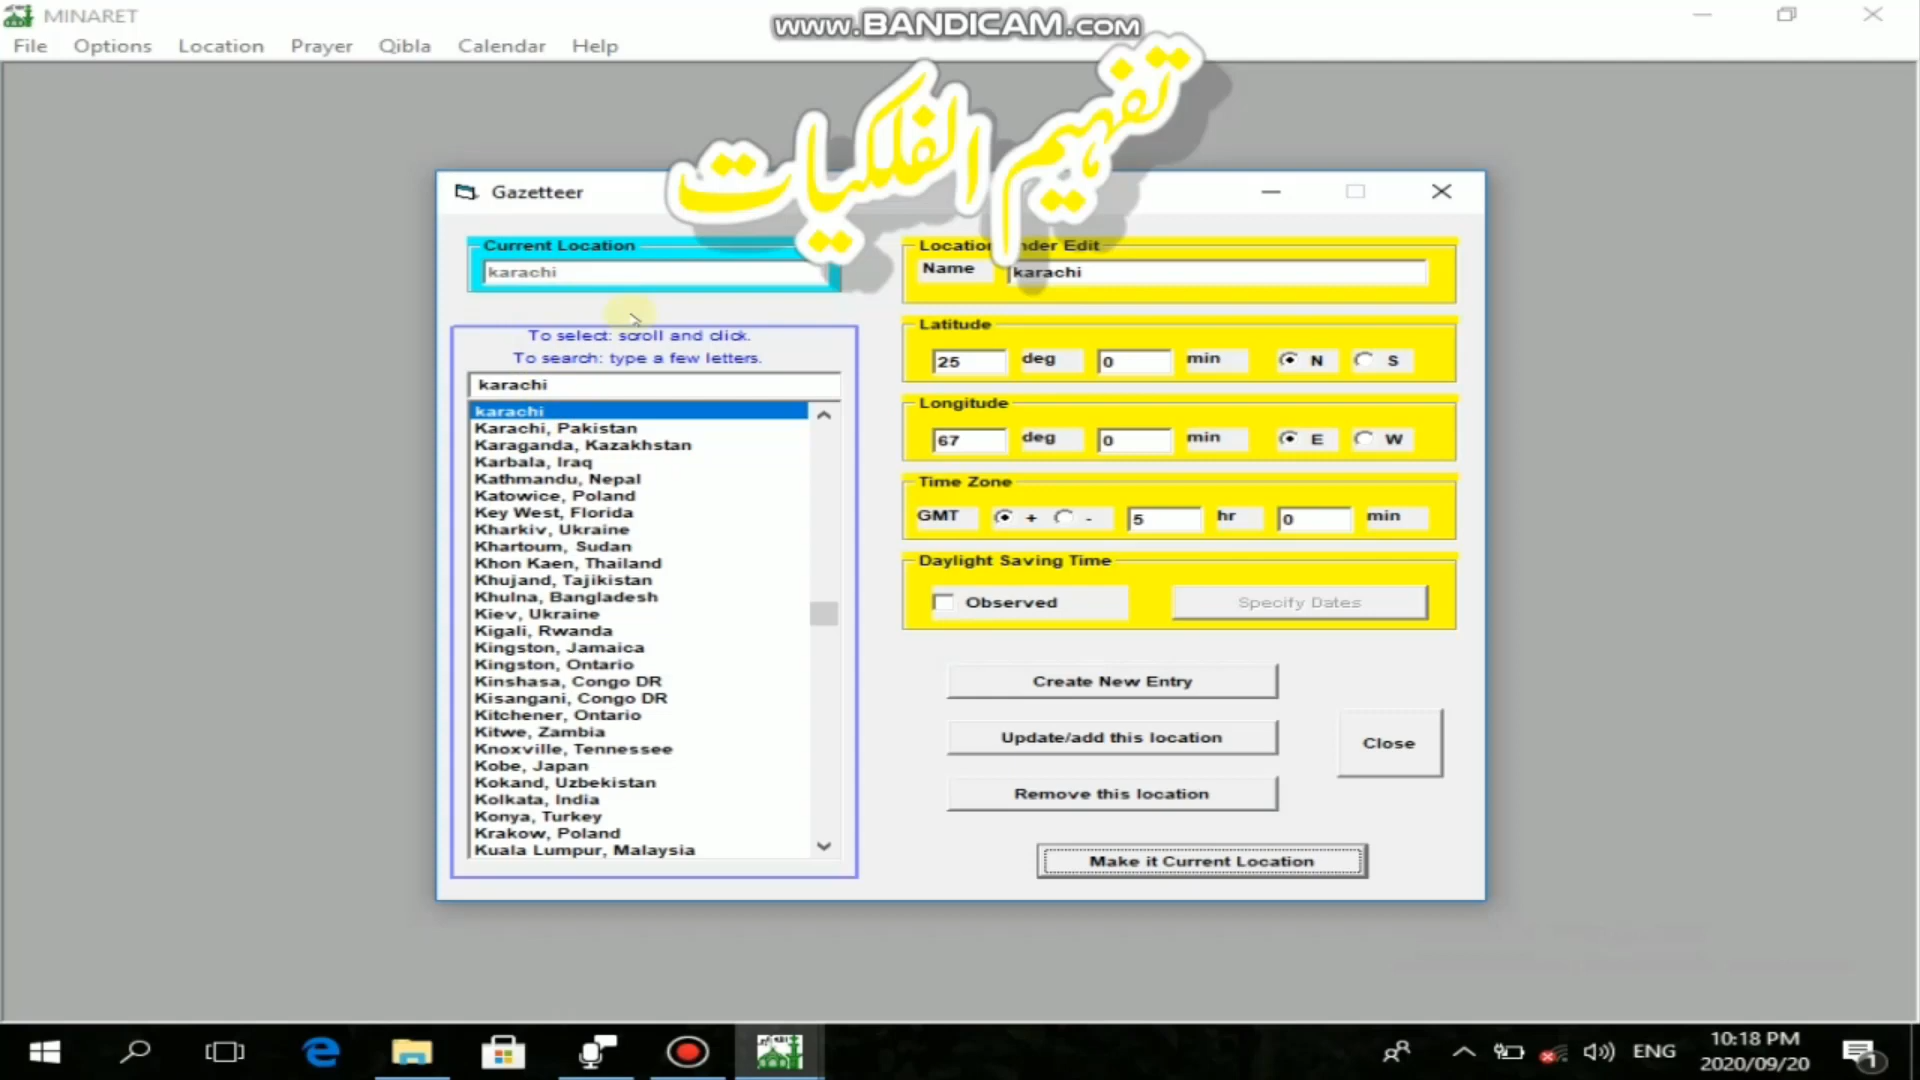 MINARET
www.BANDICAM.com
File Options Location Prayer Qibla Calendar Help
تفہیم الفلکیات
Gazetteer
Current Location
karachi
To select: scroll and click.
To search: type a few letters.
karachi
karachi
Karachi, Pakistan
Karaganda, Kazakhstan
Karbala, Iraq
Kathmandu, Nepal
Katowice, Poland
Key West, Florida
Kharkiv, Ukraine
Khartoum, Sudan
Khon Kaen, Thailand
Khujand, Tajikistan
Khulna, Bangladesh
Kiev, Ukraine
Kigali, Rwanda
Kingston, Jamaica
Kingston, Ontario
Kinshasa, Congo DR
Kisangani, Congo DR
Kitchener, Ontario
Kitwe, Zambia
Knoxville, Tennessee
Kobe, Japan
Kokand, Uzbekistan
Kolkata, India
Konya, Turkey
Krakow, Poland
Kuala Lumpur, Malaysia
Location nder Edit
Name karachi
Latitude
25 deg 0 min N S
Longitude
67 deg 0 min E W
Time Zone
GMT + - 5 hr 0 min
Daylight Saving Time
Observed Specify Dates
Create New Entry
Update/add this location
Close
Remove this location
Make it Current Location
ENG
10:18 PM
2020/09/20
1